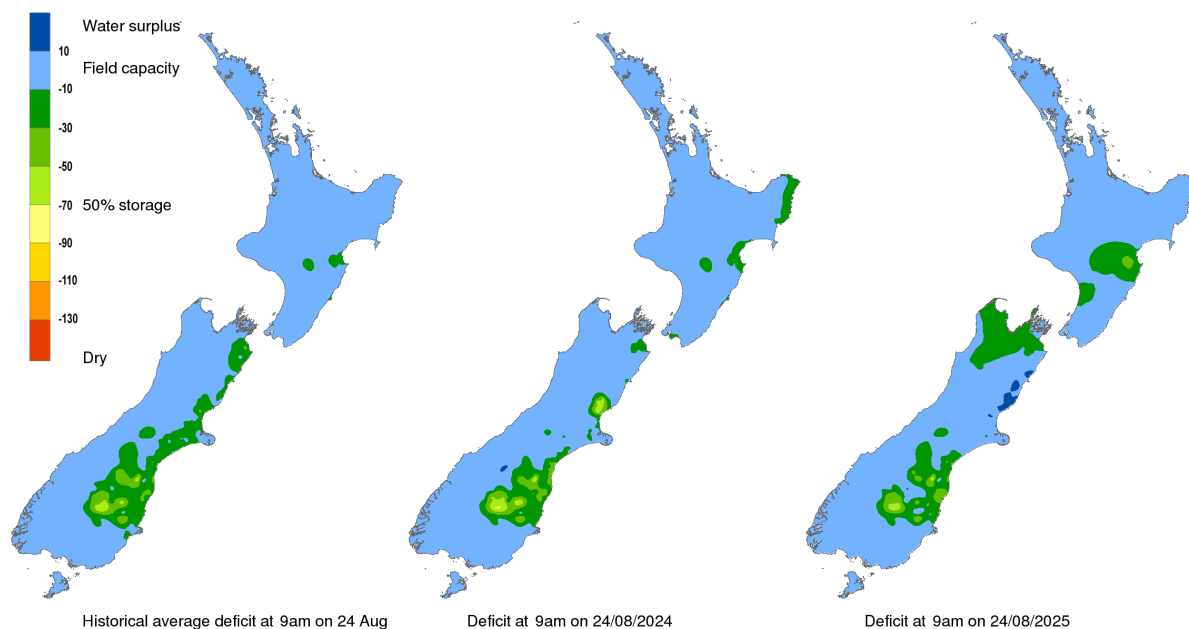 Water surplus
10
Field capacity
-10
-30
-50
-70
50% storage
-90
-110
-130
Dry
Historical average deficit at 9am on 24 Aug
Deficit at 9am on 24/08/2024
Deficit at 9am on 24/08/2025